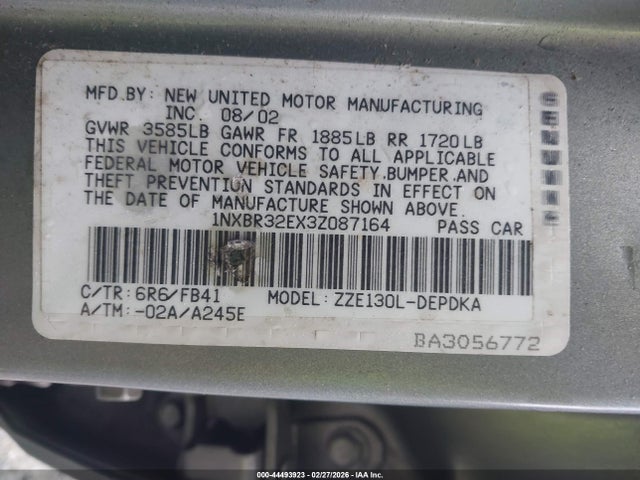 MFD.BY: NEW UNITED MOTOR MANUFACTURING
INC. 08/02
GVWR 3585LB GAWR FR 1885LB RR 1720LB
THIS VEHICLE CONFORMS TO ALL APPLICABLE
FEDERAL MOTOR VEHICLE SAFETY,BUMPER,AND
THEFT PREVENTION STANDARDS IN EFFECT ON
THE DATE OF MANUFACTURE SHOWN ABOVE.
1NXBR32EX3Z087164 PASS CAR
C/TR: 6R6/FB41 MODEL: ZZE130L-DEPDKA
A/TM: -02A/A245E
BA3056772
000-44493923 | 02/27/2026 - ©IAA Inc.